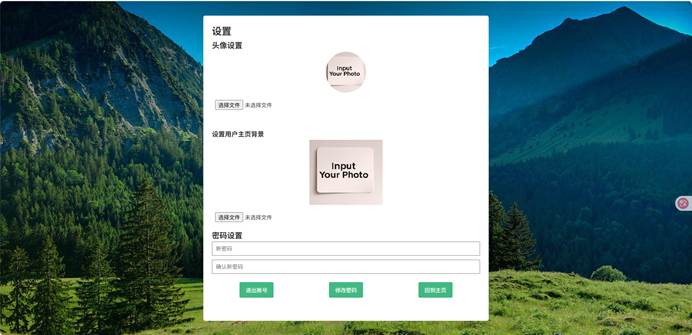 设置
头像设置
Input
Your Photo
选择文件 未选择文件
设置用户主页背景
Input
Your Photo
选择文件 未选择文件
密码设置
新密码
确认新密码
退出账号 修改密码 回到主页